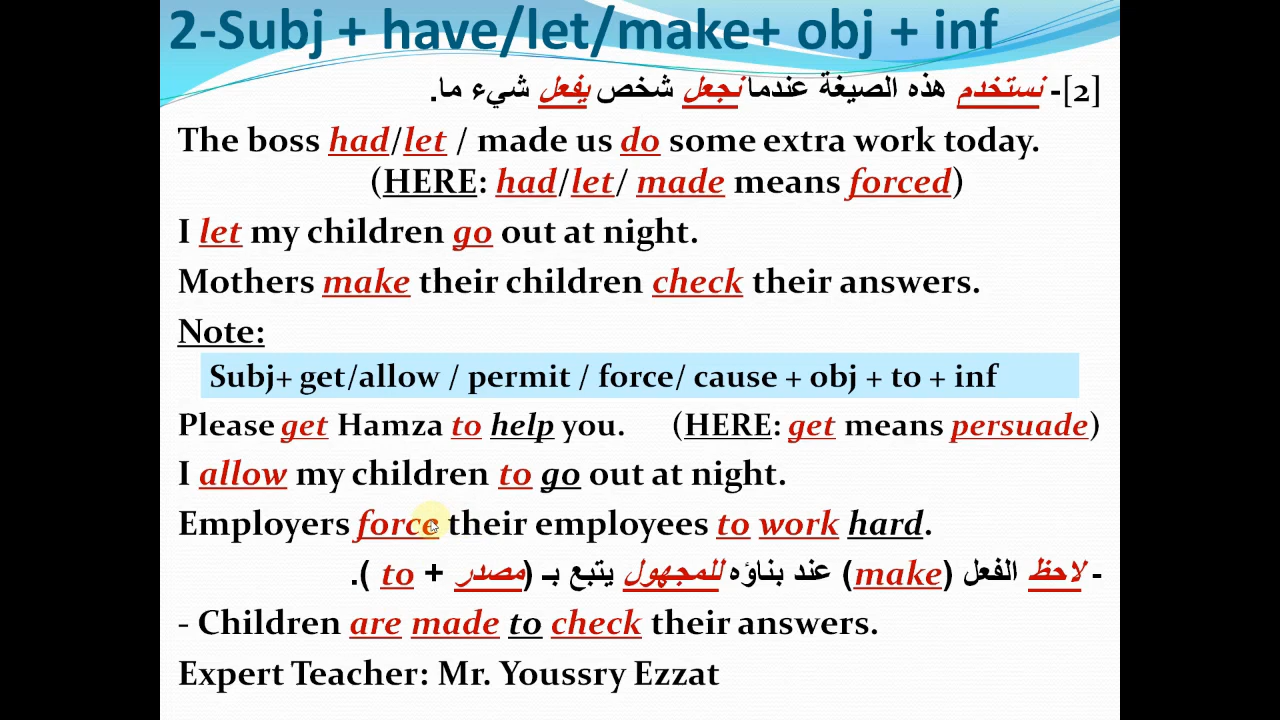 2-Subj + have/let/make+ obj + inf
[2]- نستخدم هذه الصيغة عندما نجعل شخص يفعل شيء ما.
The boss had/let / made us do some extra work today.
(HERE: had/let/ made means forced)
I let my children go out at night.
Mothers make their children check their answers.
Note:
Subj+ get/allow / permit / force/ cause + obj + to + inf
Please get Hamza to help you. (HERE: get means persuade)
I allow my children to go out at night.
Employers force their employees to work hard.
- لاحظ الفعل (make) عند بناؤه للمجهول يتبع بـ (مصدر + to ).
- Children are made to check their answers.
Expert Teacher: Mr. Youssry Ezzat